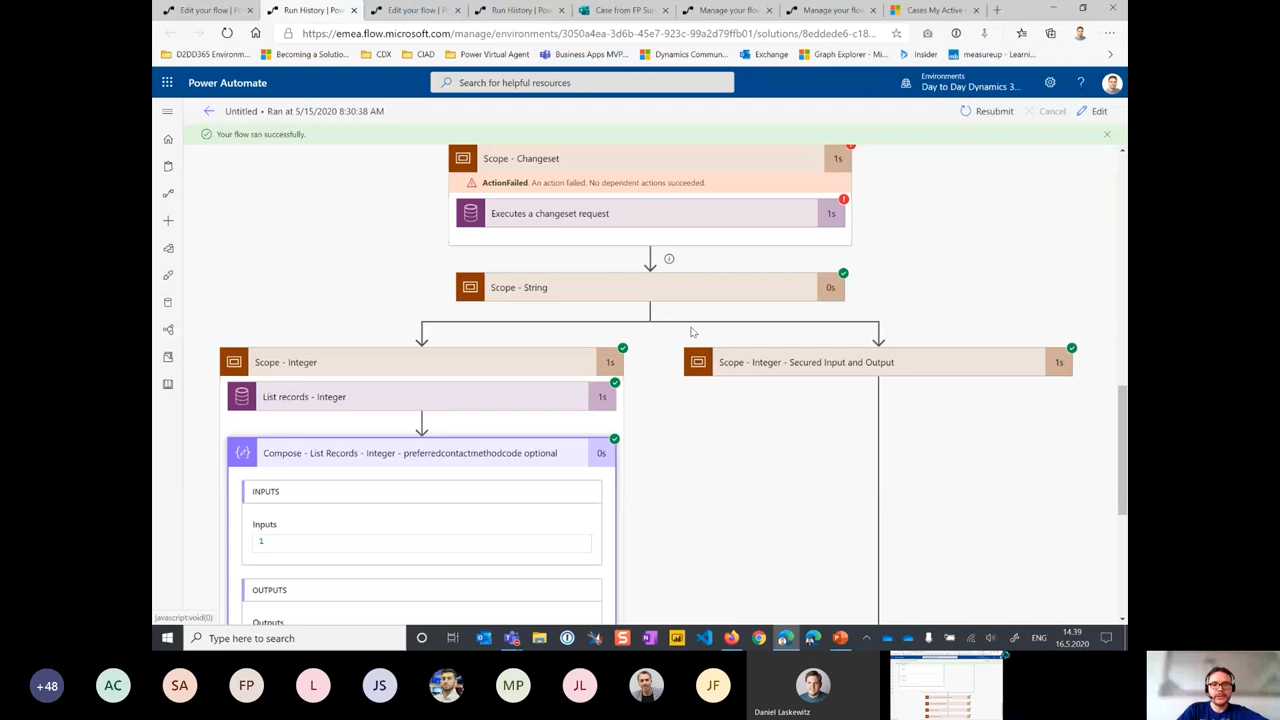 Edit your flow | P
Run History | Pow
Edit your flow | Po
Run History | Pow
Case from FP Su
Manage your flow
Manage your flow
Cases My Active
https://emea.flow.microsoft.com/manage/environments/3050a4ea-3d6b-45e7-923c-99a2d79ffb01/solutions/8eddede6-c18...
D2DD365 Environm...
Becoming a Solution...
CDX
CIAD
Power Virtual Agent
Business Apps MVP...
Dynamics Commun...
Exchange
Graph Explorer - Mi...
Insider
measureup - Learni...
Power Automate
Search for helpful resources
Environments
Day to Day Dynamics 3...
Untitled • Ran at 5/15/2020 8:30:38 AM
Resubmit
Cancel
Edit
Your flow ran successfully.
Scope - Changeset
1s
ActionFailed. An action failed. No dependent actions succeeded.
Executes a changeset request
1s
Scope - String
0s
Scope - Integer
1s
Scope - Integer - Secured Input and Output
1s
List records - Integer
1s
Compose - List Records - Integer - preferredcontactmethodcode optional
0s
INPUTS
Inputs
1
OUTPUTS
Outputs
javascript:void(0)
Type here to search
ENG
14.39
16.5.2020
+48
AC
SA
FP
L
JS
MP
JL
JF
Daniel Laskewitz